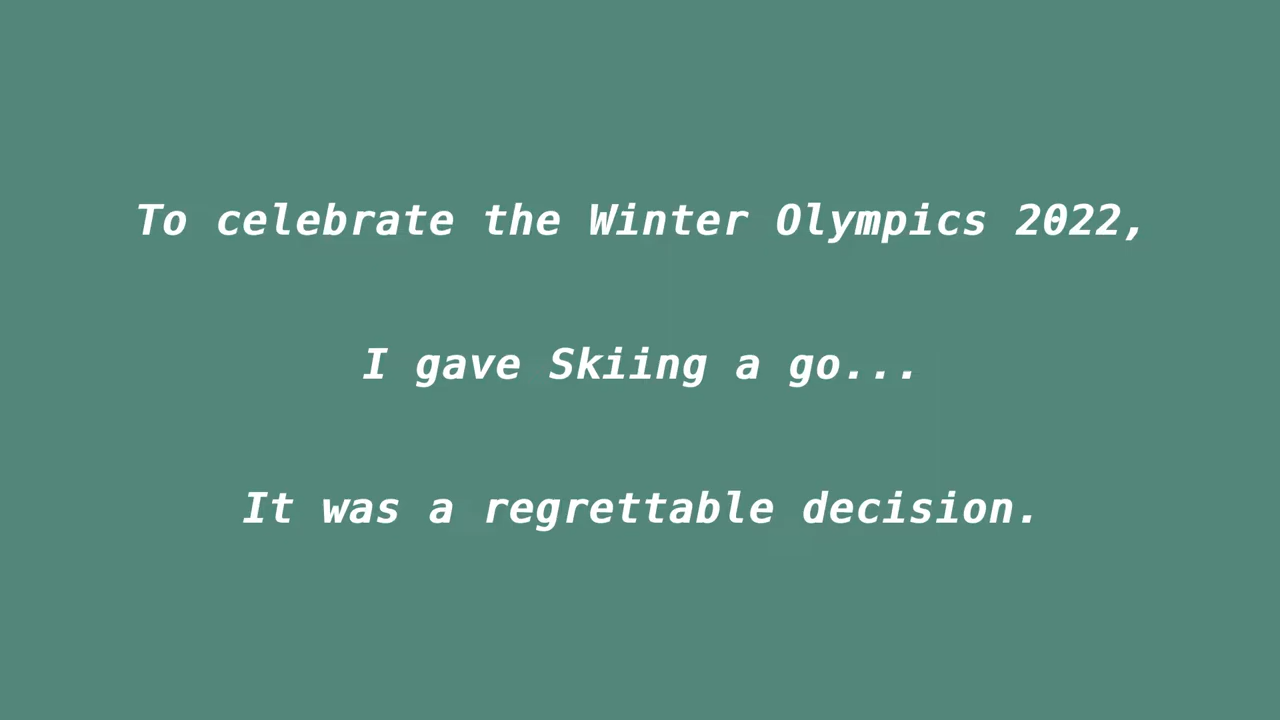 To celebrate the Winter Olympics 2022,
I gave Skiing a go...
It was a regrettable decision.